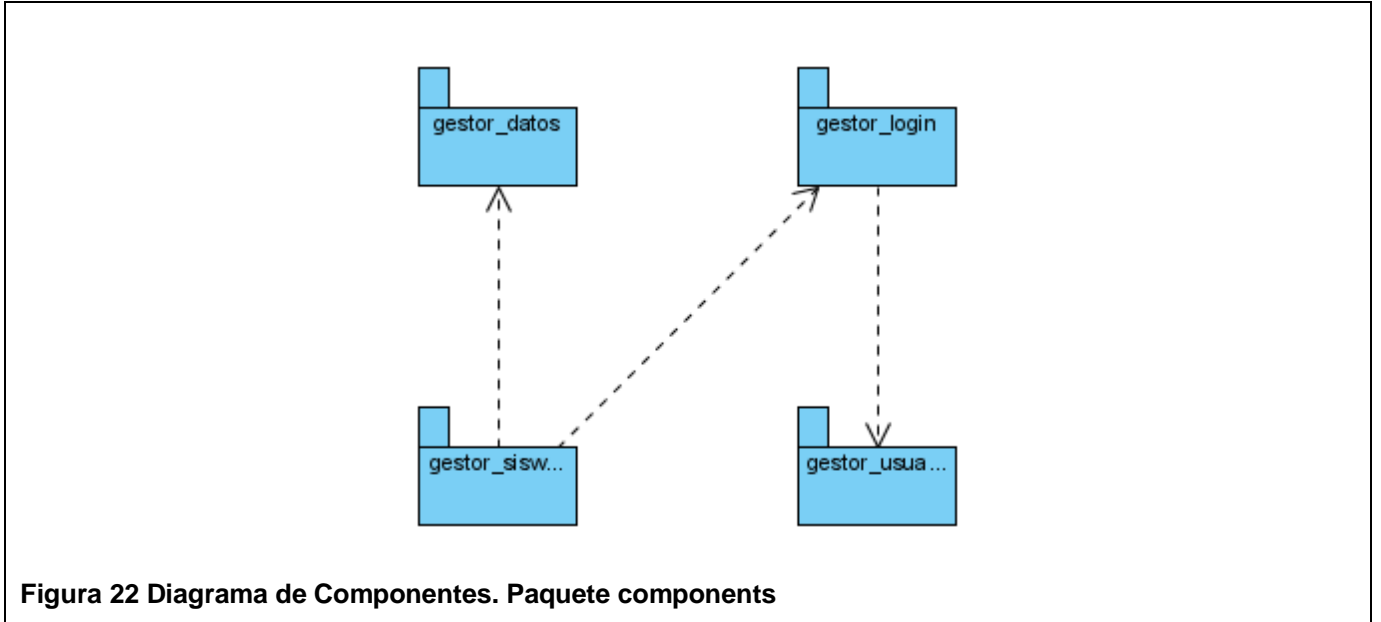 gestor_datos
gestor_login
gestor_sisw...
gestor_usua...
Figura 22 Diagrama de Componentes. Paquete components